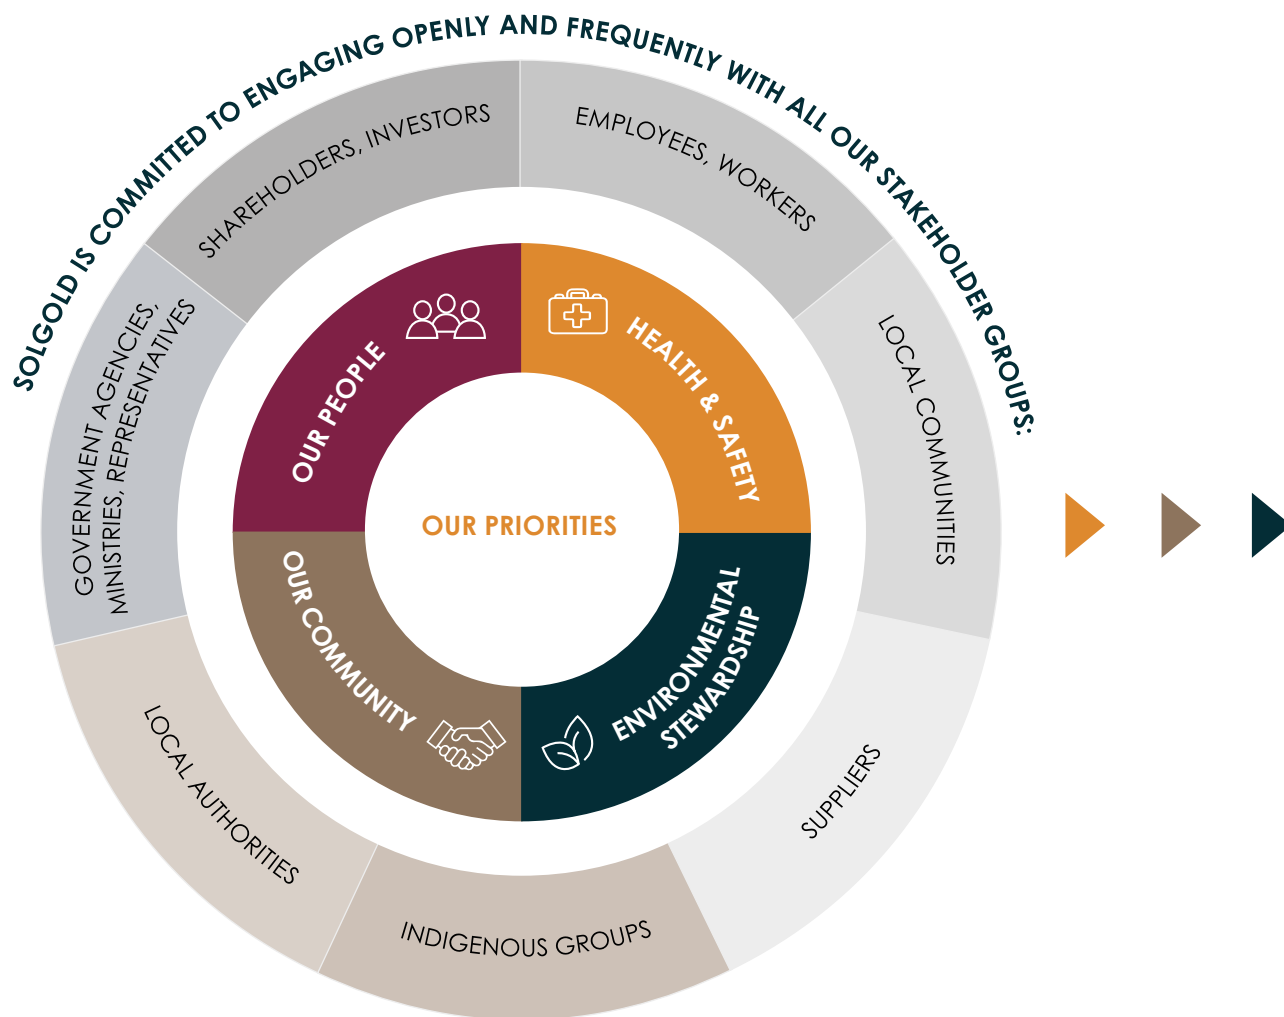 SOLGOLD IS COMMITTED TO ENGAGING OPENLY AND FREQUENTLY WITH ALL OUR STAKEHOLDER GROUPS:
SHAREHOLDERS, INVESTORS
EMPLOYEES, WORKERS
LOCAL COMMUNITIES
SUPPLIERS
INDIGENOUS GROUPS
LOCAL AUTHORITIES
GOVERNMENT AGENCIES,
MINISTRIES, REPRESENTATIVES
OUR PEOPLE
HEALTH & SAFETY
ENVIRONMENTAL
STEWARDSHIP
OUR COMMUNITY
OUR PRIORITIES